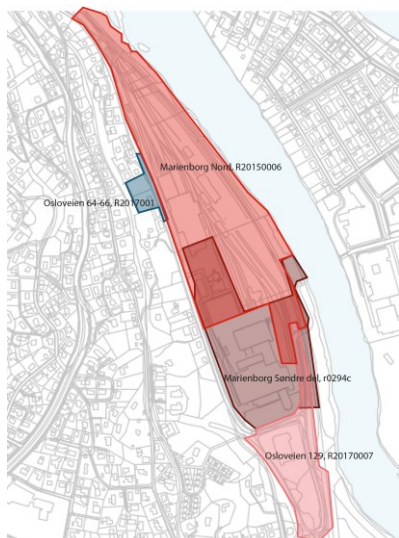 Marienborg Nord, R20150006
Osloveien 64-66, R2017001
Marienborg Søndre del, r0294c
Osloveien 129, R20170007